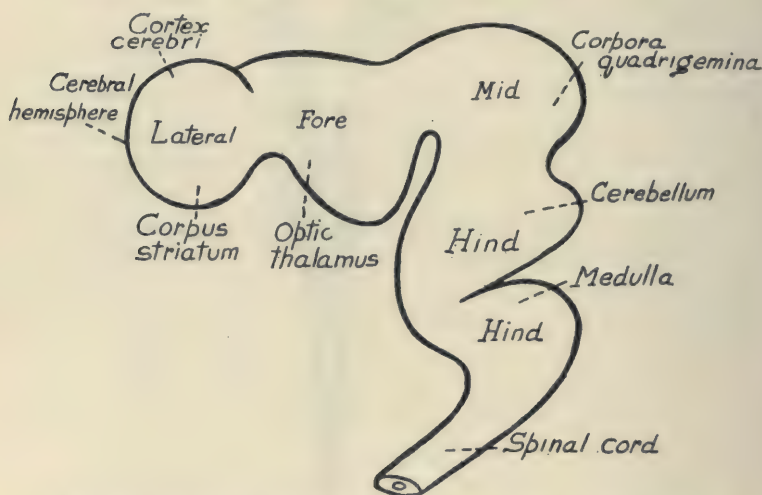 Cortex
cerebri
Cerebral
hemisphere
Lateral
Corpus
striatum
Fore
Optic
thalamus
Mid
Corpora
quadrigemina
Cerebellum
Hind
Medulla
Hind
Spinal cord